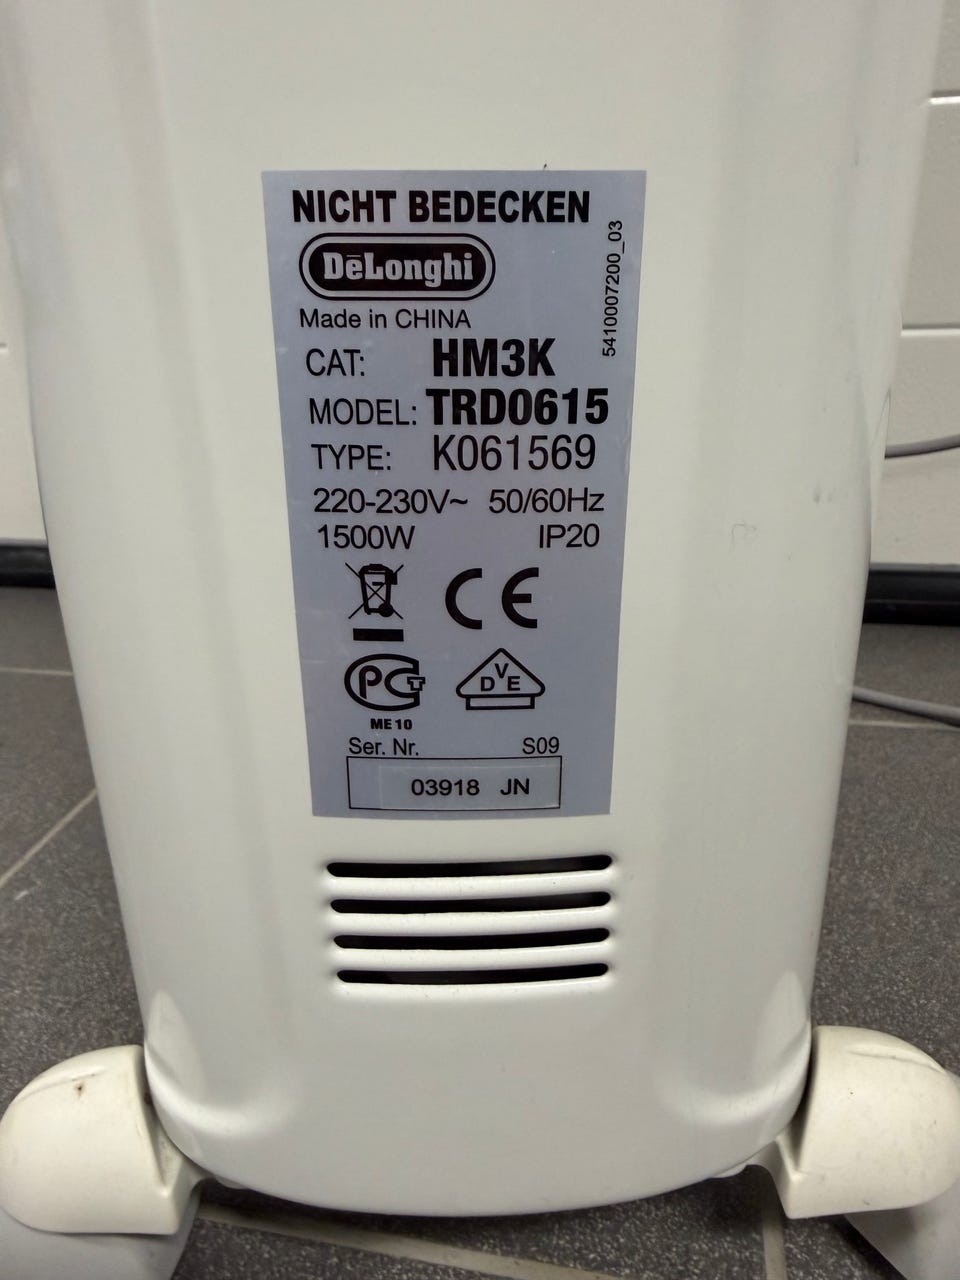 NICHT BEDECKEN
DēLonghi
5410007200_03
Made in CHINA
CAT: HM3K
MODEL: TRD0615
TYPE: K061569
220-230V~ 50/60Hz
1500W IP20
CE
PCT
DVE
ME10
Ser. Nr. S09
03918 JN